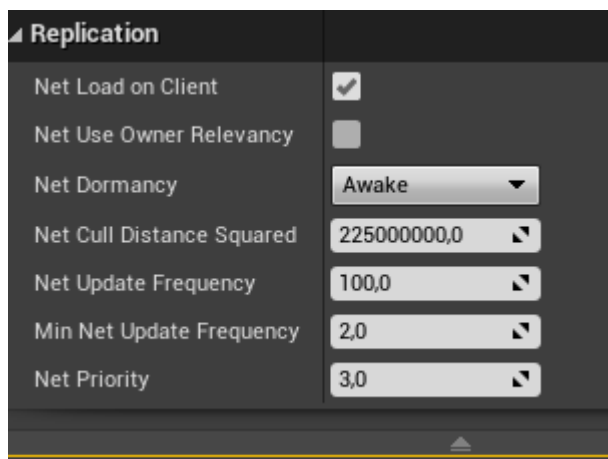 Replication
Net Load on Client
Net Use Owner Relevancy
Net Dormancy Awake
Net Cull Distance Squared 225000000,0
Net Update Frequency 100,0
Min Net Update Frequency 2,0
Net Priority 3,0